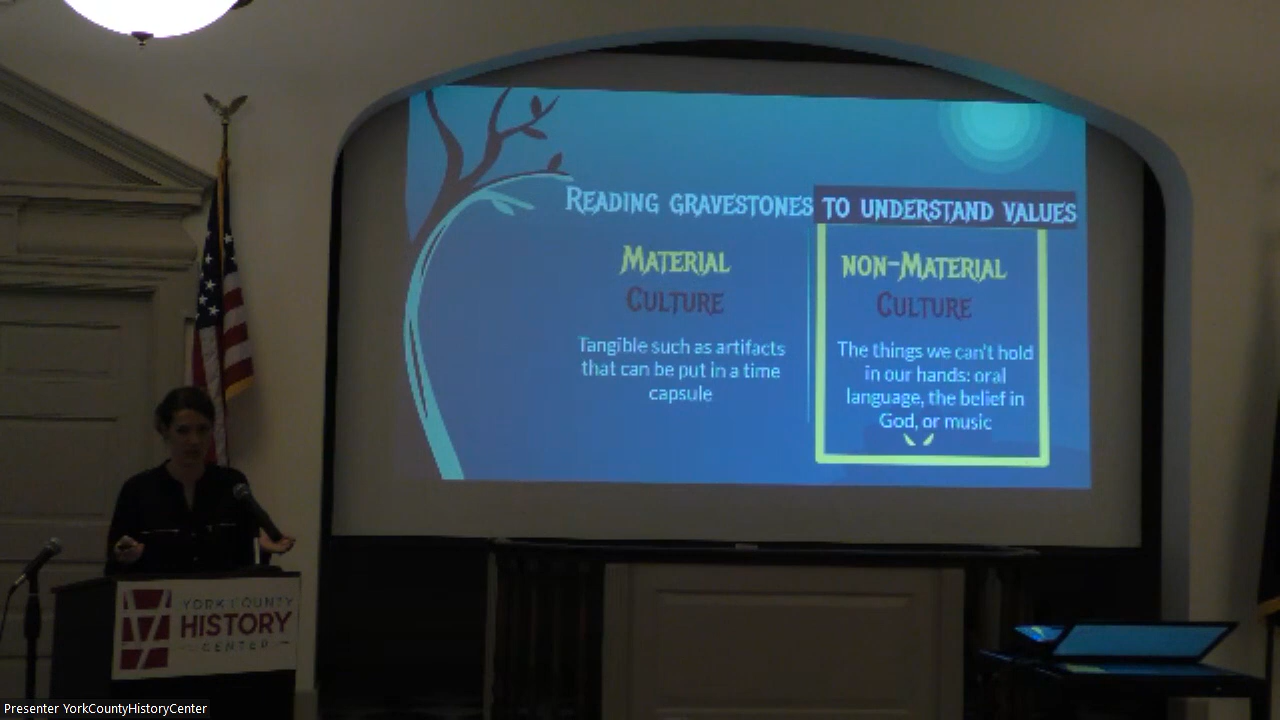 Reading gravestones to understand values
Material
Culture
Tangible such as artifacts
that can be put in a time
capsule
non-Material
Culture
The things we can't hold
in our hands: oral
language, the belief in
God, or music
YORK COUNTY
HISTORY
CENTER
Presenter YorkCountyHistoryCenter